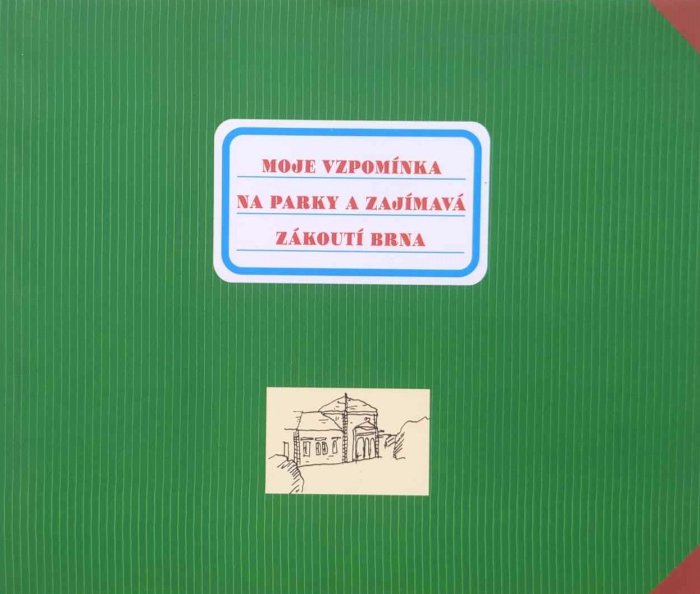 MOJE VZPOMÍNKA
NA PARKY A ZAJÍMAVÁ
ZÁKOUTÍ BRNA